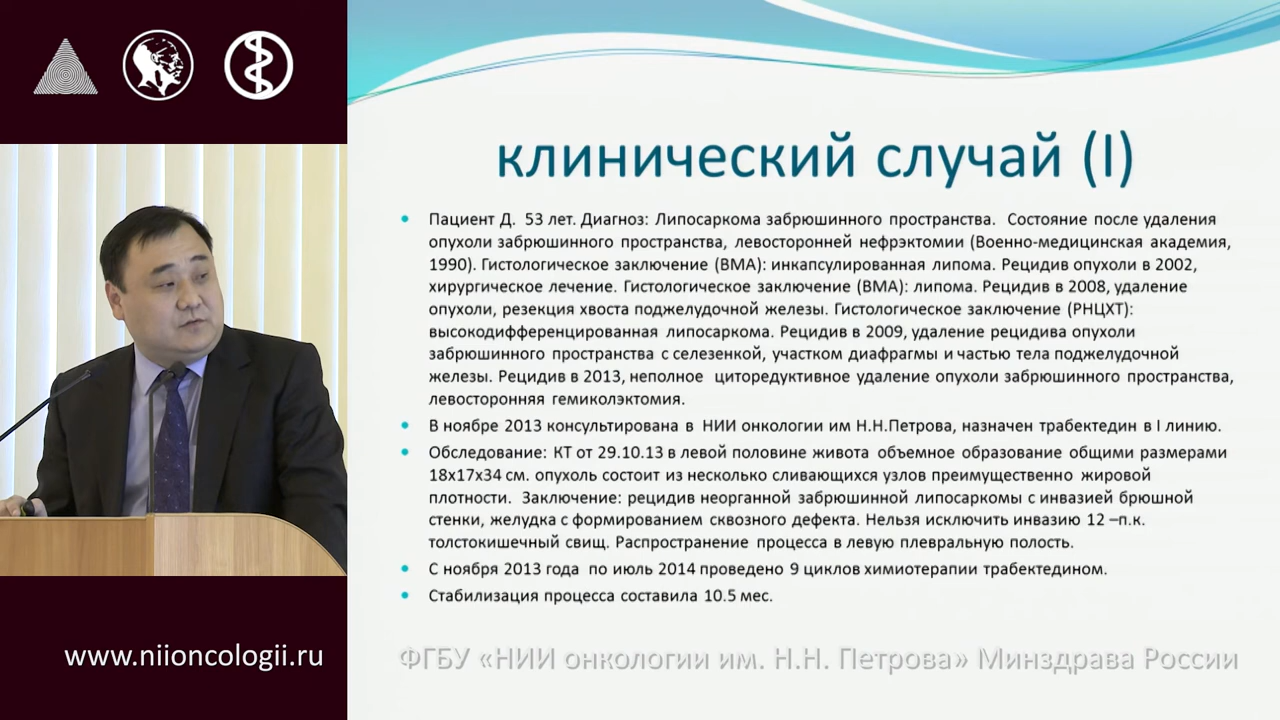 клинический случай (I)
Пациент Д. 53 лет. Диагноз: Липосаркома забрюшинного пространства. Состояние после удаления
опухоли забрюшинного пространства, левосторонней нефрэктомии (Военно-медицинская академия,
1990). Гистологическое заключение (ВМА): инкапсулированная липома. Рецидив опухоли в 2002,
хирургическое лечение. Гистологическое заключение (ВМА): липома. Рецидив в 2008, удаление
опухоли, резекция хвоста поджелудочной железы. Гистологическое заключение (РНЦХТ):
высокодифференцированная липосаркома. Рецидив в 2009, удаление рецидива опухоли
забрюшинного пространства с селезенкой, участком диафрагмы и частью тела поджелудочной
железы. Рецидив в 2013, неполное циторедуктивное удаление опухоли забрюшинного пространства,
левосторонняя гемиколэктомия.
В ноябре 2013 консультирована в НИИ онкологии им Н.Н.Петрова, назначен трабектедин в I линию.
Обследование: КТ от 29.10.13 в левой половине живота объемное образование общими размерами
18х17х34 см. опухоль состоит из несколько сливающихся узлов преимущественно жировой
плотности. Заключение: рецидив неорганной забрюшинной липосаркомы с инвазией брюшной
стенки, желудка с формированием сквозного дефекта. Нельзя исключить инвазию 12 –п.к.
толстокишечный свищ. Распространение процесса в левую плевральную полость.
С ноября 2013 года по июль 2014 проведено 9 циклов химиотерапии трабектедином.
Стабилизация процесса составила 10.5 мес.
www.niioncologii.ru
ФГБУ «НИИ онкологии им. Н.Н. Петрова» Минздрава России